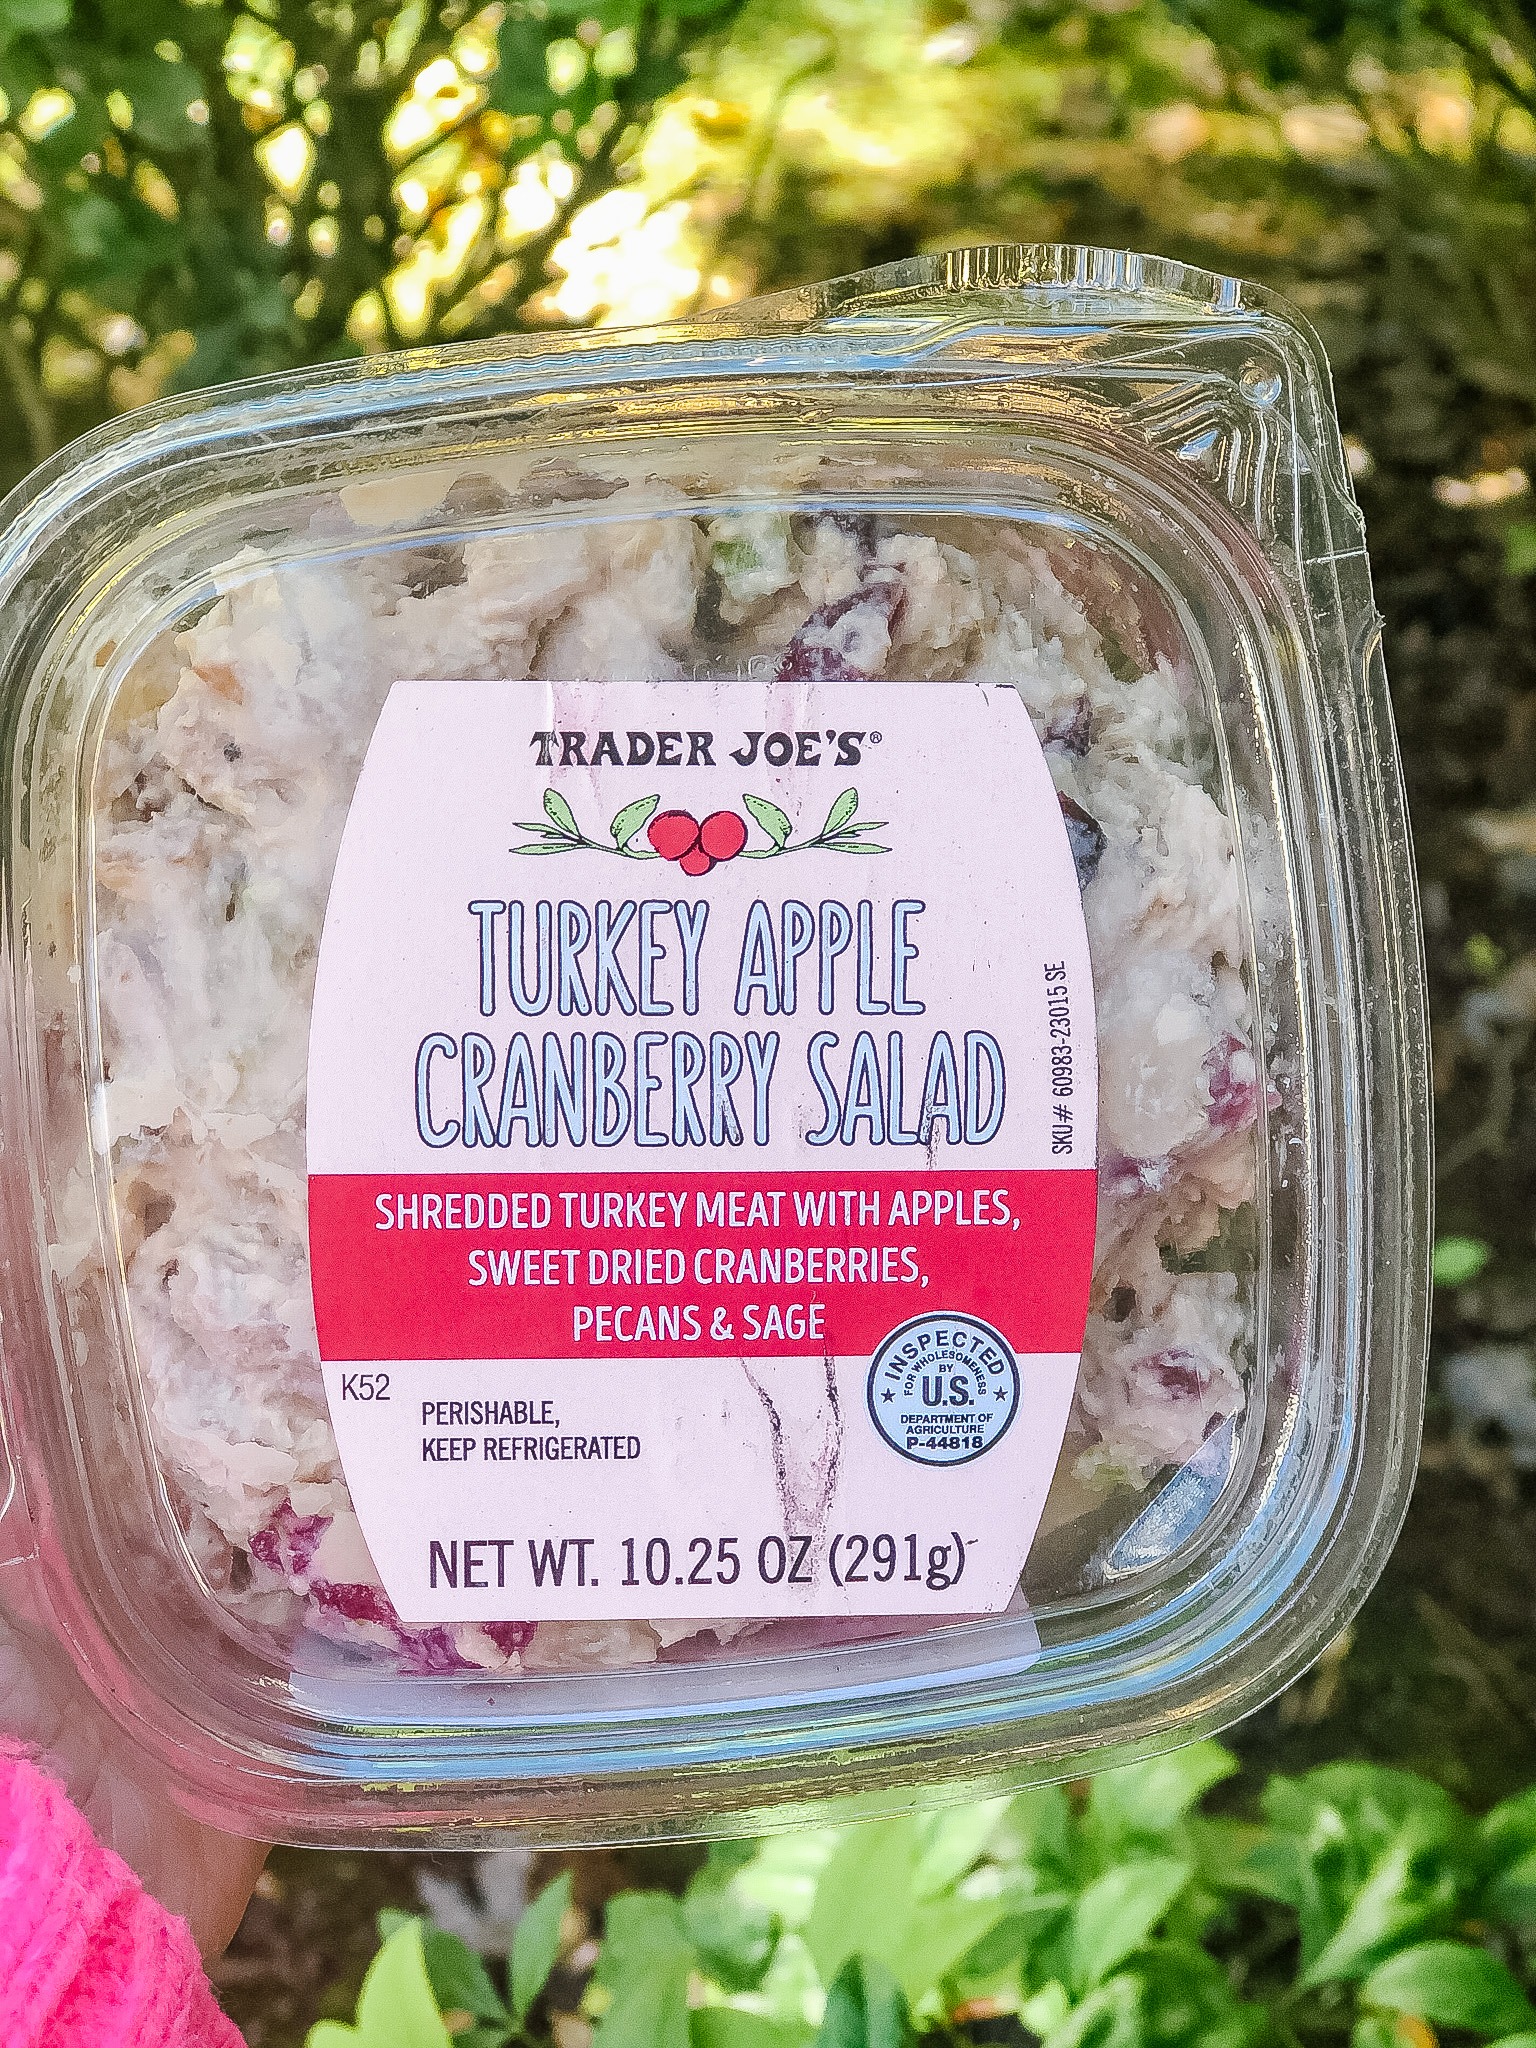 TRADER JOE'S®
TURKEY APPLE
CRANBERRY SALAD
SKU# 60983-23015 SE
SHREDDED TURKEY MEAT WITH APPLES,
SWEET DRIED CRANBERRIES,
PECANS & SAGE
INSPECTED
FOR WHOLESOMENESS
BY
U.S.
DEPARTMENT OF
AGRICULTURE
P-44818
K52
PERISHABLE,
KEEP REFRIGERATED
NET WT. 10.25 OZ (291g)